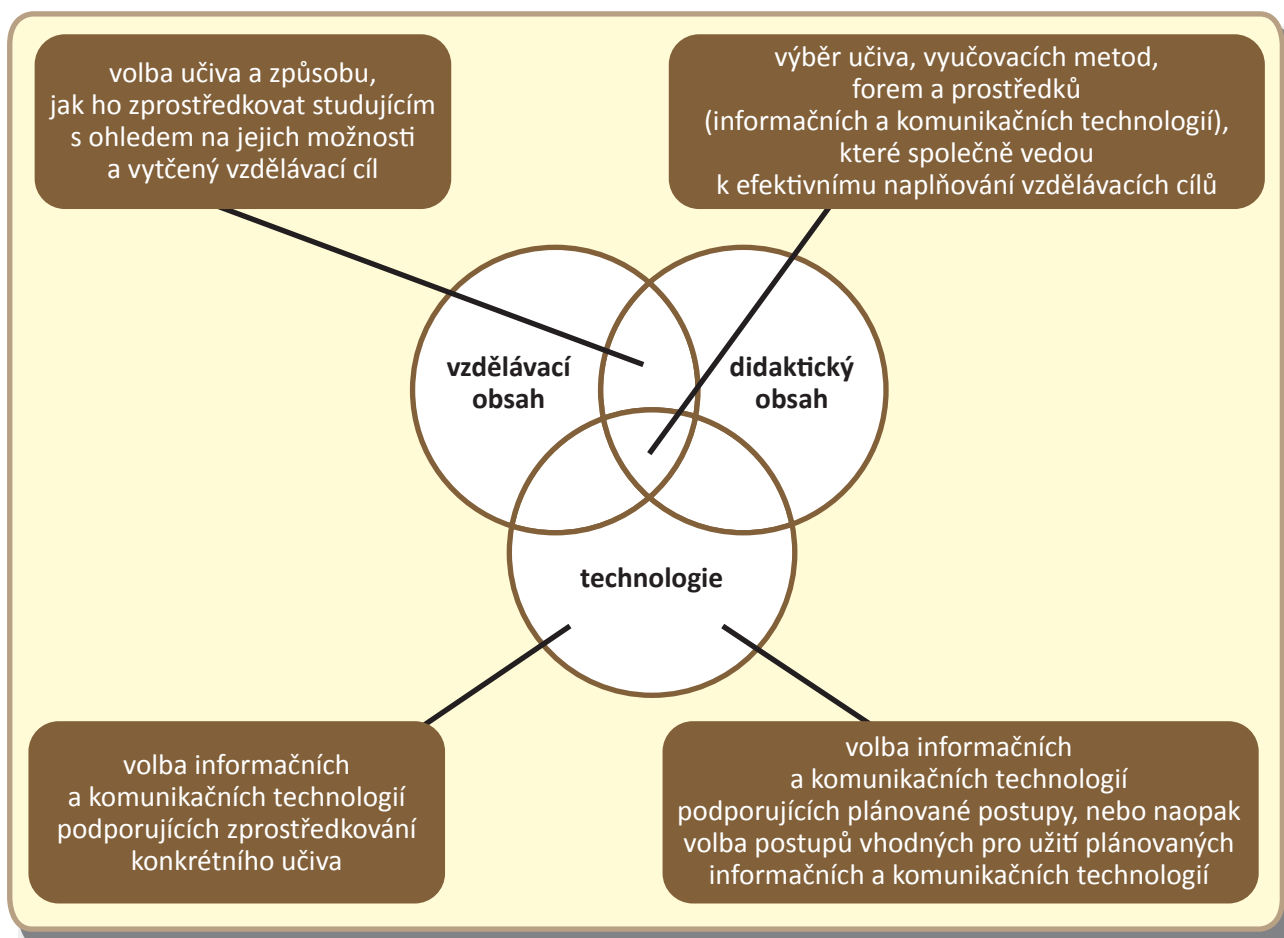 volba učiva a způsobu,
jak ho zprostředkovat studujícím
s ohledem na jejich možnosti
a vytčený vzdělávací cíl
výběr učiva, vyučovacích metod,
forem a prostředků
(informačních a komunikačních technologií),
které společně vedou
k efektivnímu naplňování vzdělávacích cílů
vzdělávací
obsah
didaktický
obsah
technologie
volba informačních
a komunikačních technologií
podporujících zprostředkování
konkrétního učiva
volba informačních
a komunikačních technologií
podporujících plánované postupy, nebo naopak
volba postupů vhodných pro užití plánovaných
informačních a komunikačních technologií